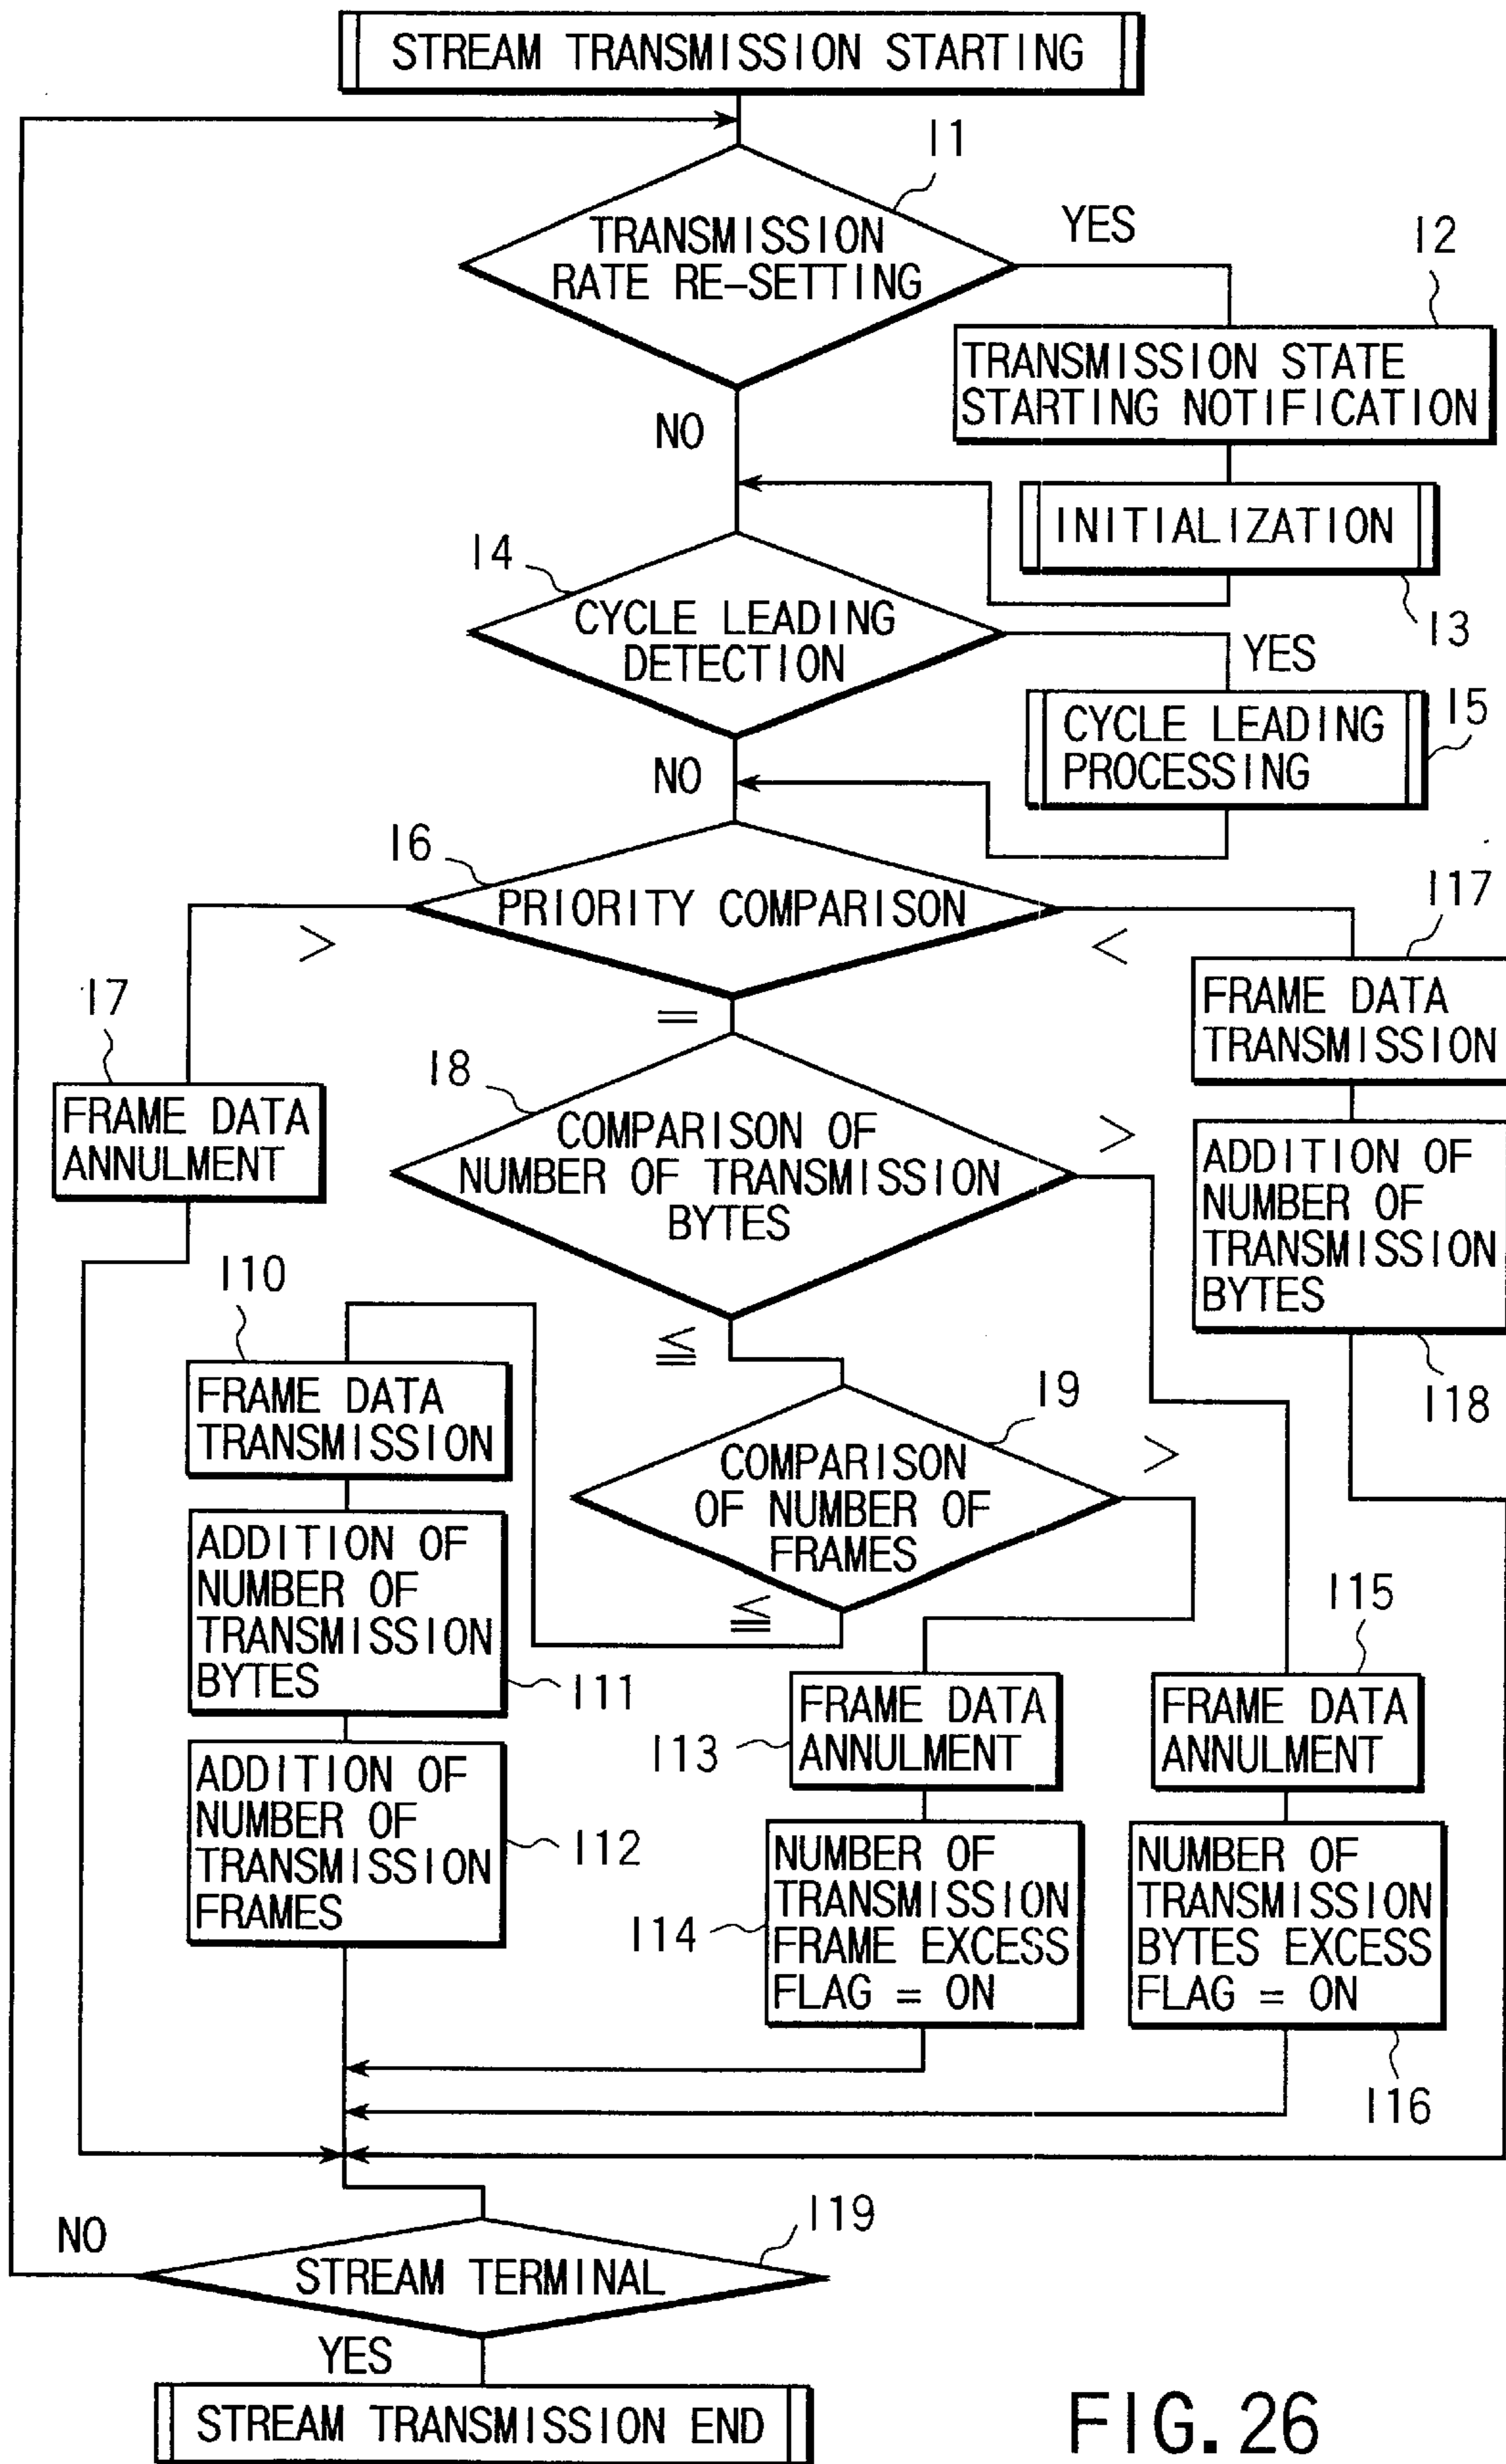 STREAM TRANSMISSION STARTING
I1
TRANSMISSION
RATE RE-SETTING
YES
NO
I2
TRANSMISSION STATE
STARTING NOTIFICATION
INITIALIZATION
I3
I4
CYCLE LEADING
DETECTION
YES
NO
I5
CYCLE LEADING
PROCESSING
I6
PRIORITY COMPARISON
>
=
<
I7
FRAME DATA
ANNULMENT
I17
FRAME DATA
TRANSMISSION
ADDITION OF
NUMBER OF
TRANSMISSION
BYTES
I18
I8
COMPARISON OF
NUMBER OF TRANSMISSION
BYTES
>
≦
I9
COMPARISON
OF NUMBER OF
FRAMES
>
≦
I10
FRAME DATA
TRANSMISSION
ADDITION OF
NUMBER OF
TRANSMISSION
BYTES
I11
ADDITION OF
NUMBER OF
TRANSMISSION
FRAMES
I12
I13
FRAME DATA
ANNULMENT
I14
NUMBER OF
TRANSMISSION
FRAME EXCESS
FLAG = ON
I15
FRAME DATA
ANNULMENT
NUMBER OF
TRANSMISSION
BYTES EXCESS
FLAG = ON
I16
I19
STREAM TERMINAL
NO
YES
STREAM TRANSMISSION END
FIG. 26